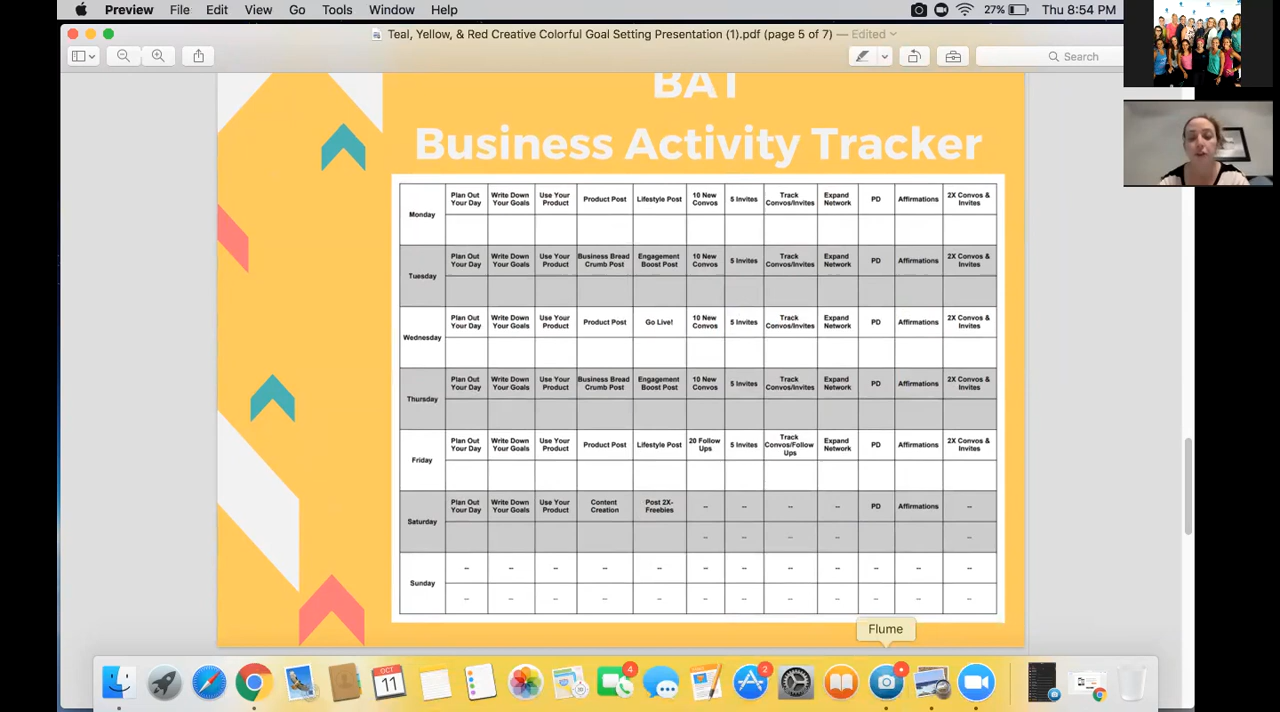 Preview File Edit View Go Tools Window Help 27% Thu 8:54 PM
Teal, Yellow, & Red Creative Colorful Goal Setting Presentation (1).pdf (page 5 of 7) — Edited
Search
BAT
Business Activity Tracker
Monday
Plan Out Your Day
Write Down Your Goals
Use Your Product
Product Post
Lifestyle Post
10 New Convos
5 Invites
Track Convos/Invites
Expand Network
PD
Affirmations
2X Convos & Invites
Tuesday
Plan Out Your Day
Write Down Your Goals
Use Your Product
Business Bread Crumb Post
Engagement Boost Post
10 New Convos
5 Invites
Track Convos/Invites
Expand Network
PD
Affirmations
2X Convos & Invites
Wednesday
Plan Out Your Day
Write Down Your Goals
Use Your Product
Product Post
Go Live!
10 New Convos
5 Invites
Track Convos/Invites
Expand Network
PD
Affirmations
2X Convos & Invites
Thursday
Plan Out Your Day
Write Down Your Goals
Use Your Product
Business Bread Crumb Post
Engagement Boost Post
10 New Convos
5 Invites
Track Convos/Invites
Expand Network
PD
Affirmations
2X Convos & Invites
Friday
Plan Out Your Day
Write Down Your Goals
Use Your Product
Product Post
Lifestyle Post
20 Follow Ups
5 Invites
Track Convos/Follow Ups
Expand Network
PD
Affirmations
2X Convos & Invites
Saturday
Plan Out Your Day
Write Down Your Goals
Use Your Product
Content Creation
Post 2X- Freebies
-- -- -- --
PD
Affirmations
--
-- -- -- -- --
Sunday
-- -- -- -- -- -- -- -- -- -- -- --
-- -- -- -- -- -- -- -- -- -- -- --
Flume
OCT
11
4
2